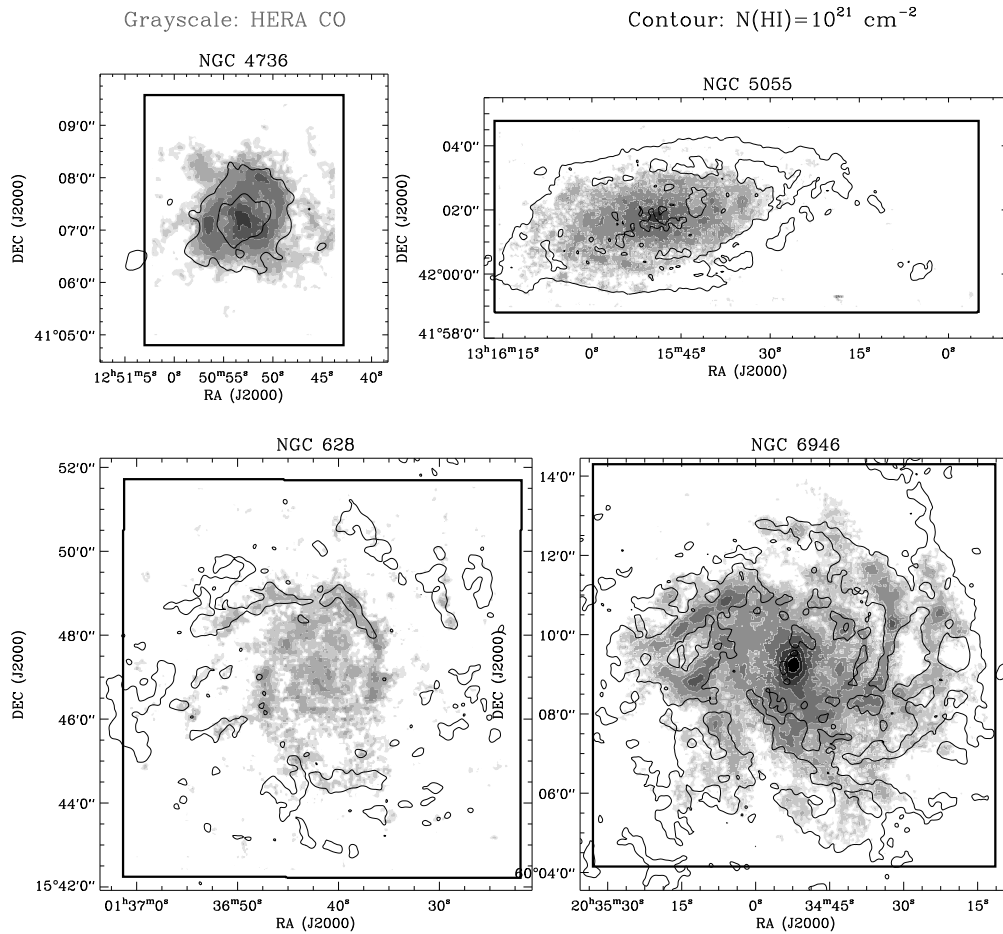 Grayscale: HERA CO
Contour: N(HI)=10²¹ cm⁻²
NGC 4736
09'0''
08'0''
07'0''
06'0''
41°05'0''
DEC (J2000)
12ʰ51ᵐ5ˢ 0ˢ 50ᵐ55ˢ 50ˢ 45ˢ 40ˢ
RA (J2000)
NGC 5055
04'0''
02'0''
42°00'0''
41°58'0''
DEC (J2000)
13ʰ16ᵐ15ˢ 0ˢ 15ᵐ45ˢ 30ˢ 15ˢ 0ˢ
RA (J2000)
NGC 628
52'0''
50'0''
48'0''
46'0''
44'0''
15°42'0''
DEC (J2000)
01ʰ37ᵐ0ˢ 36ᵐ50ˢ 40ˢ 30ˢ
RA (J2000)
NGC 6946
14'0''
12'0''
10'0''
08'0''
06'0''
60°04'0''
DEC (J2000)
20ʰ35ᵐ30ˢ 15ˢ 0ˢ 34ᵐ45ˢ 30ˢ 15ˢ
RA (J2000)